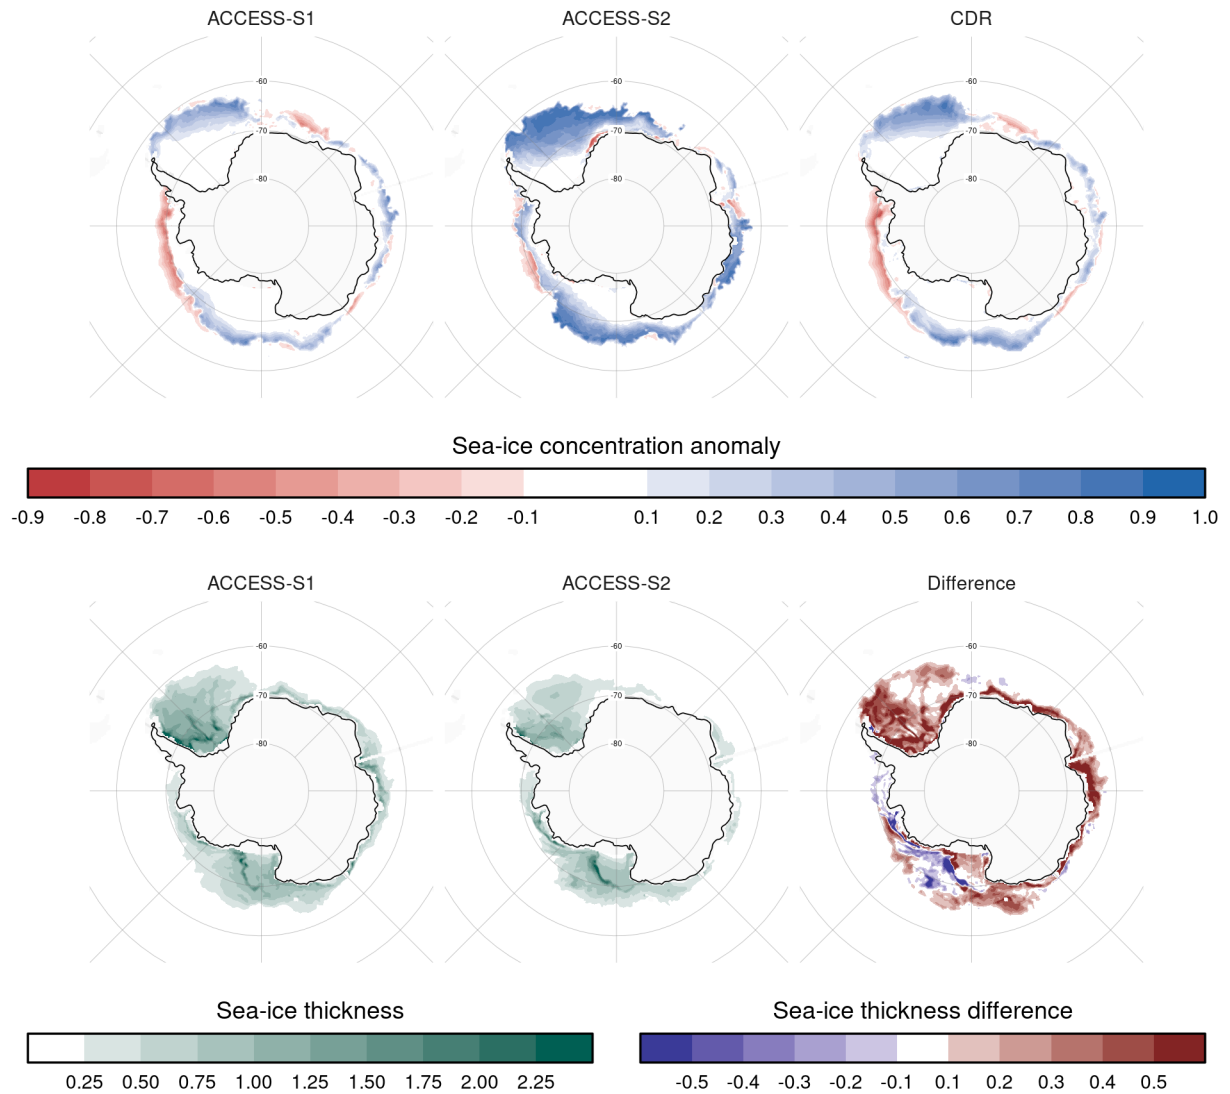 ACCESS-S1 ACCESS-S2 CDR
-60 -60 -60
-70 -70 -70
-80 -80 -80
Sea-ice concentration anomaly
-0.9 -0.8 -0.7 -0.6 -0.5 -0.4 -0.3 -0.2 -0.1 0.1 0.2 0.3 0.4 0.5 0.6 0.7 0.8 0.9 1.0
ACCESS-S1 ACCESS-S2 Difference
-60 -60 -60
-70 -70 -70
-80 -80 -80
Sea-ice thickness Sea-ice thickness difference
0.25 0.50 0.75 1.00 1.25 1.50 1.75 2.00 2.25 -0.5 -0.4 -0.3 -0.2 -0.1 0.1 0.2 0.3 0.4 0.5